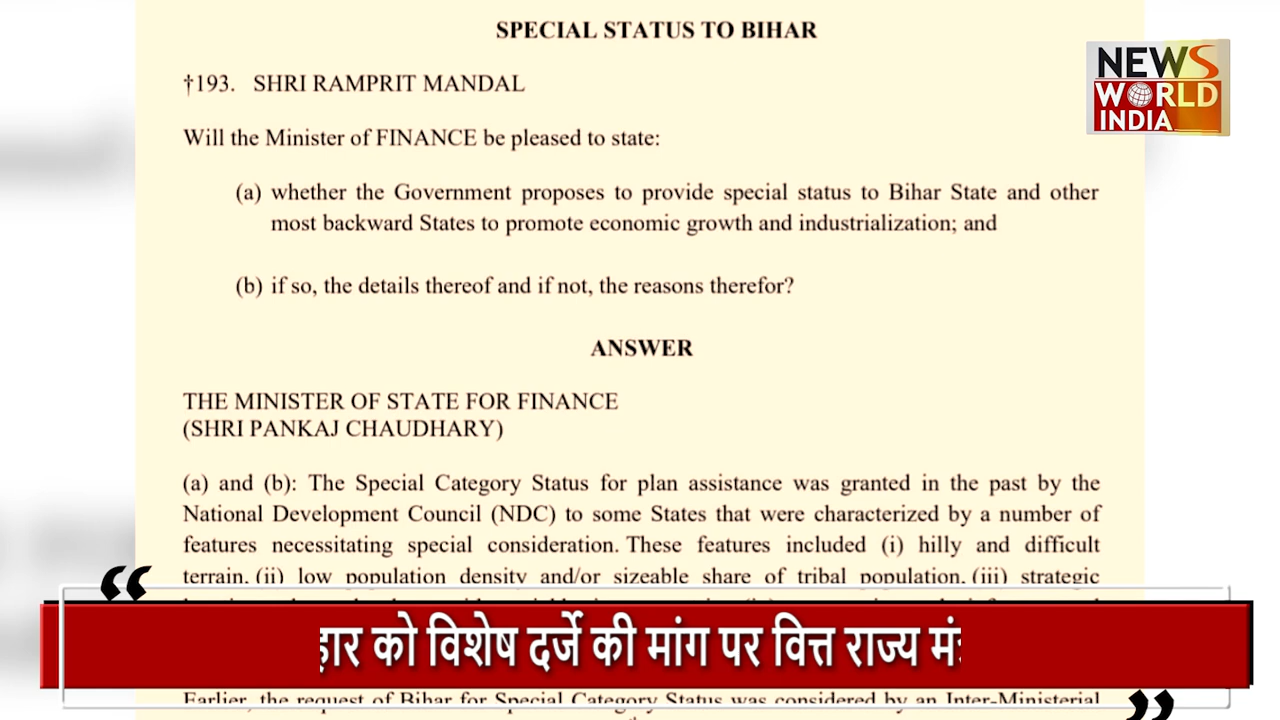 SPECIAL STATUS TO BIHAR
NEWS
WORLD
INDIA
†193. SHRI RAMPRIT MANDAL
Will the Minister of FINANCE be pleased to state:
(a) whether the Government proposes to provide special status to Bihar State and other
most backward States to promote economic growth and industrialization; and
(b) if so, the details thereof and if not, the reasons therefor?
ANSWER
THE MINISTER OF STATE FOR FINANCE
(SHRI PANKAJ CHAUDHARY)
(a) and (b): The Special Category Status for plan assistance was granted in the past by the
National Development Council (NDC) to some States that were characterized by a number of
features necessitating special consideration. These features included (i) hilly and difficult
terrain, (ii) low population density and/or sizeable share of tribal population, (iii) strategic
“
को विशेष दर्जे की मांग पर वित्त राज्य
Earlier, the request of Bihar for Special Category Status was considered by an Inter-Ministerial
”